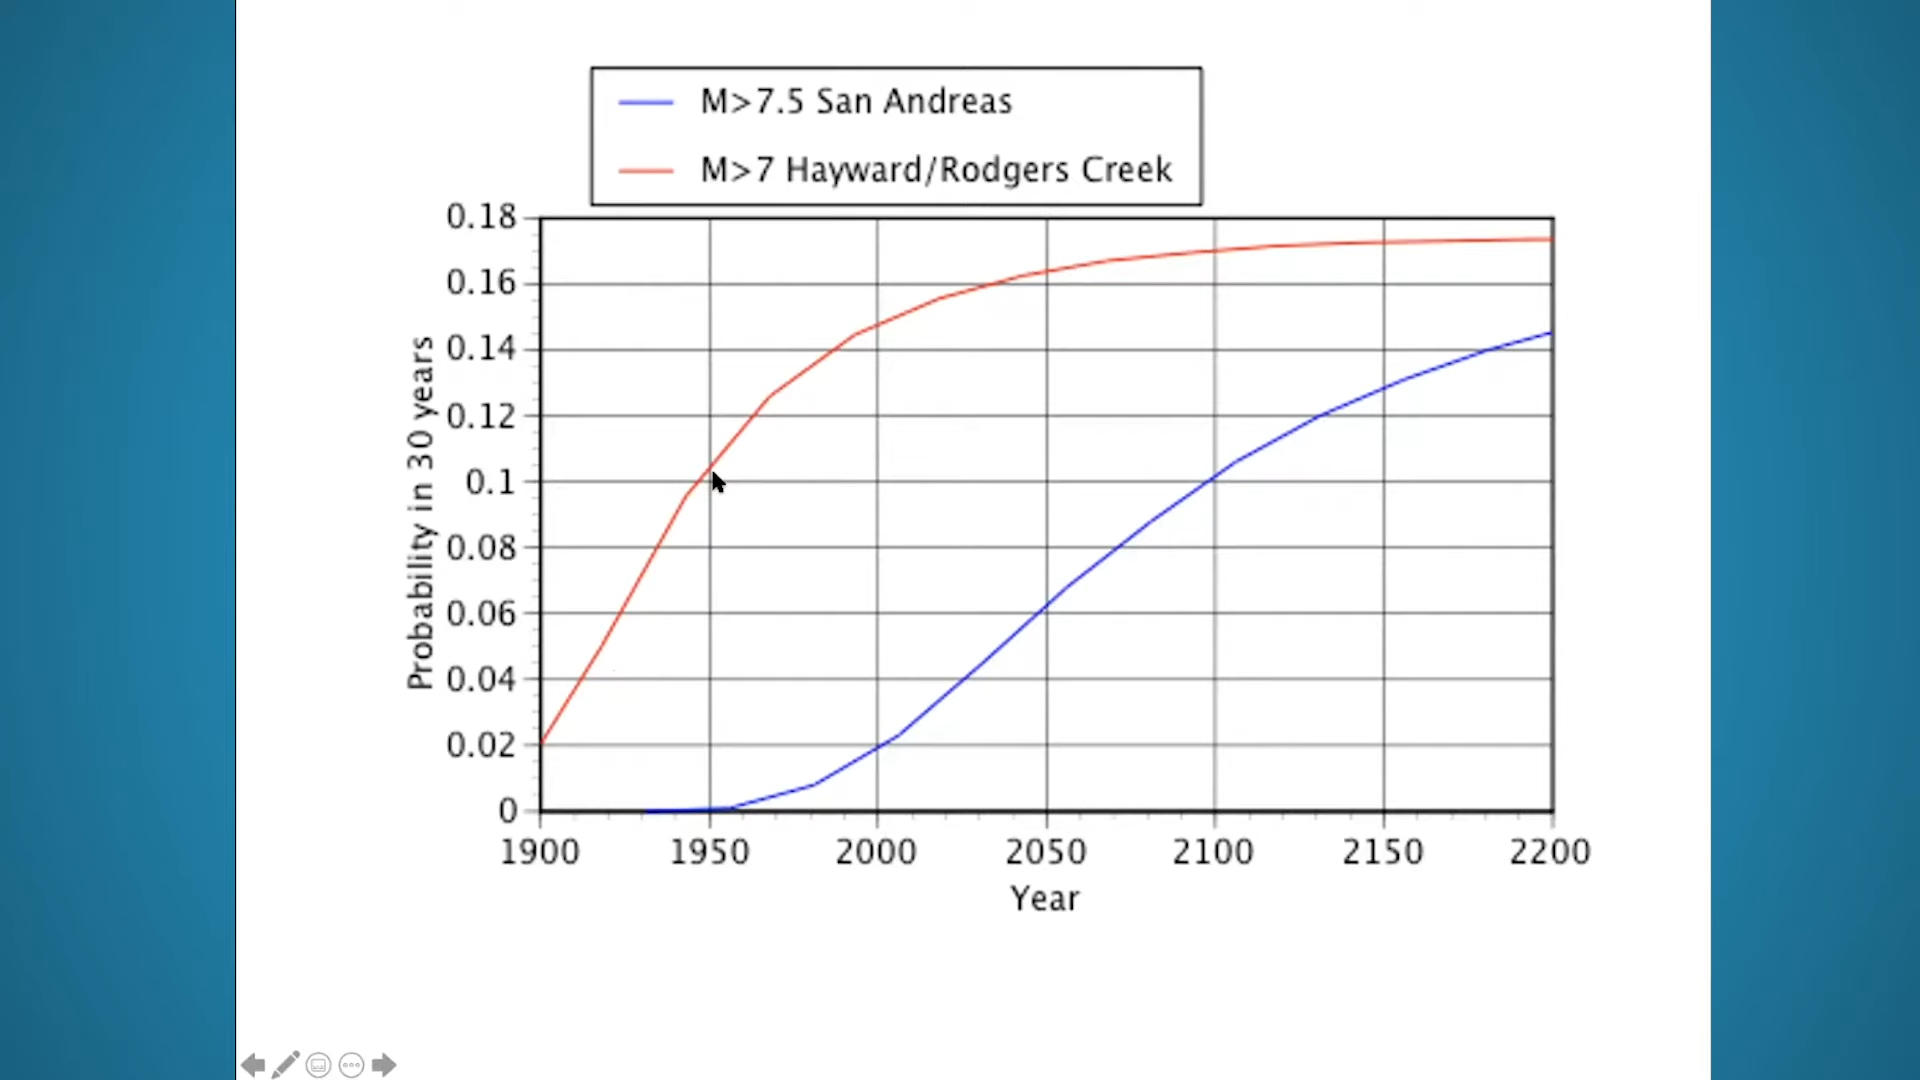 M>7.5 San Andreas
M>7 Hayward/Rodgers Creek
0.18
0.16
0.14
0.12
0.1
0.08
0.06
0.04
0.02
0
Probability in 30 years
1900 1950 2000 2050 2100 2150 2200
Year